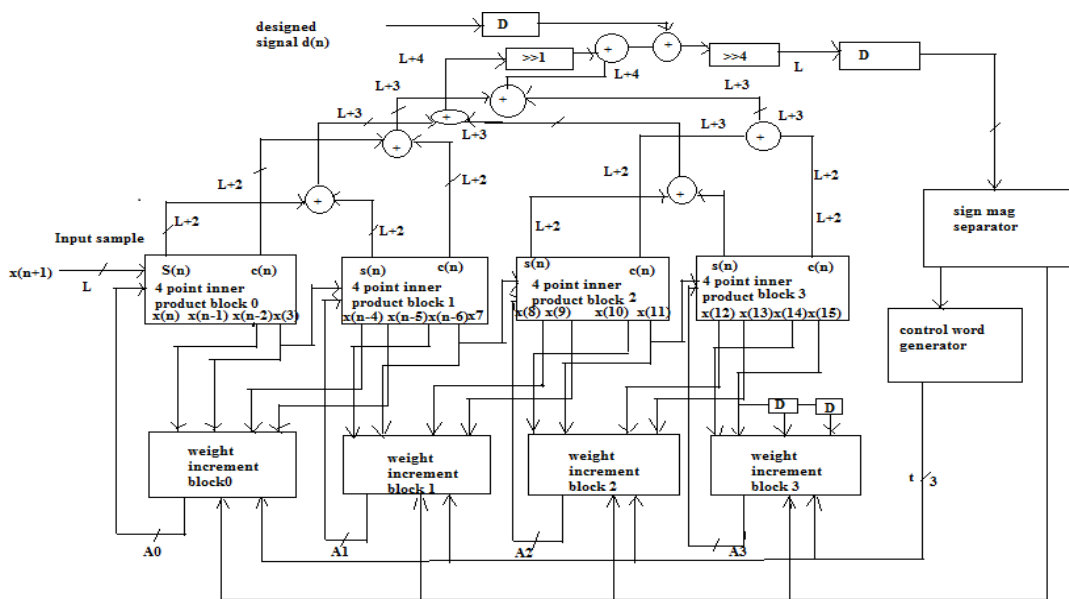 designed
signal d(n)
D
L+4
>>1
+
+
>>4
L
D
L+4
L+3
+
L+3
L+3
+
L+3
L+3
L+3
+
+
L+2
L+2
L+2
L+2
+
+
L+2
L+2
L+2
L+2
sign mag
separator
Input sample
x(n+1)
L
S(n) c(n)
4 point inner
product block 0
x(n) x(n-1) x(n-2) x(3)
s(n) c(n)
4 point inner
product block 1
x(n-4) x(n-5) x(n-6) x7
s(n) c(n)
4 point inner
product block 2
x(8) x(9) x(10) x(11)
s(n) c(n)
4 point inner
product block 3
x(12) x(13) x(14) x(15)
control word
generator
D
D
weight
increment
block0
weight
increment
block 1
weight
increment
block 2
weight
increment
block 3
t 3
A0
A1
A2
A3